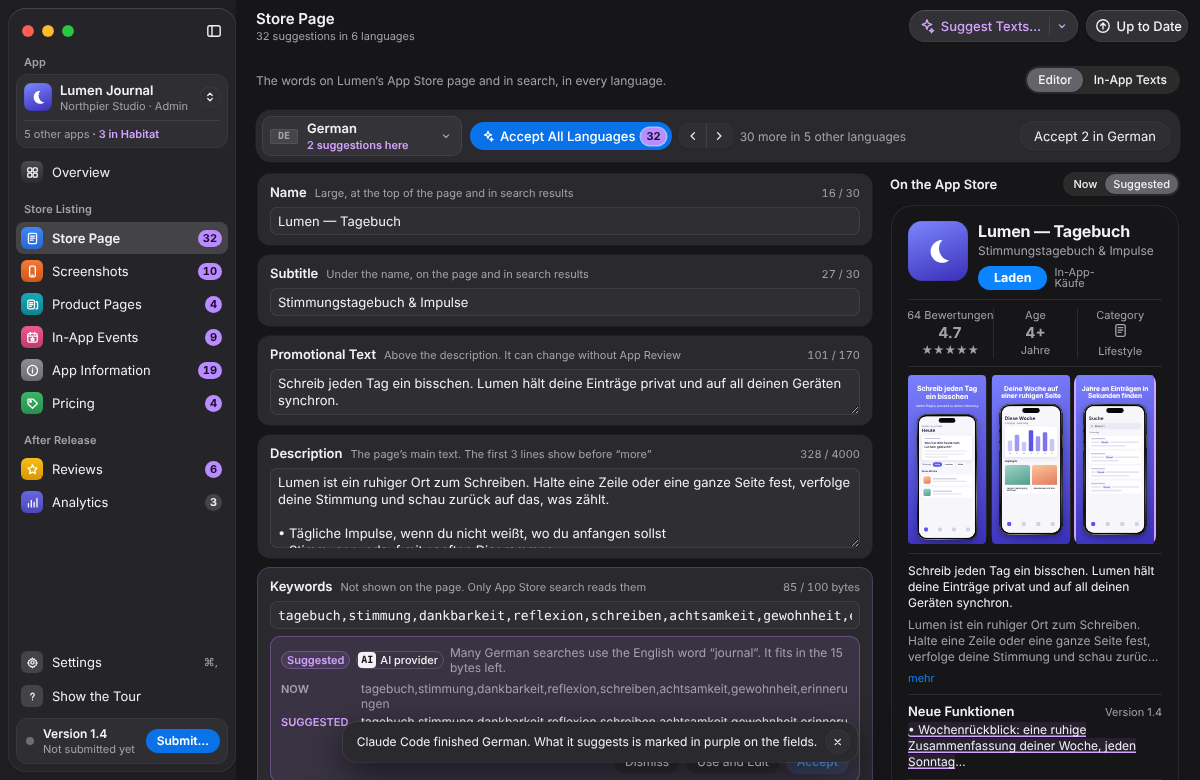 App
Lumen Journal
Northpier Studio · Admin
5 other apps · 3 in Habitat
Overview
Store Listing
Store Page 32
Screenshots 10
Product Pages 4
In-App Events 9
App Information 19
Pricing 4
After Release
Reviews 6
Analytics 3
Settings ⌘,
? Show the Tour
Version 1.4
Not submitted yet
Submit...
Store Page
32 suggestions in 6 languages
Suggest Texts...
Up to Date
The words on Lumen's App Store page and in search, in every language.
Editor
In-App Texts
DE
German
2 suggestions here
Accept All Languages 32
30 more in 5 other languages
Accept 2 in German
Name Large, at the top of the page and in search results 16 / 30
Lumen — Tagebuch
Subtitle Under the name, on the page and in search results 27 / 30
Stimmungstagebuch & Impulse
Promotional Text Above the description. It can change without App Review 101 / 170
Schreib jeden Tag ein bisschen. Lumen hält deine Einträge privat und auf all deinen Geräten
synchron.
Description The page's main text. The first 3 lines show before “more” 328 / 4000
Lumen ist ein ruhiger Ort zum Schreiben. Halte eine Zeile oder eine ganze Seite fest, verfolge
deine Stimmung und schau zurück auf das, was zählt.
• Tägliche Impulse, wenn du nicht weißt, wo du anfangen sollst
Keywords Not shown on the page. Only App Store search reads them 85 / 100 bytes
tagebuch,stimmung,dankbarkeit,reflexion,schreiben,achtsamkeit,gewohnheit,e
Suggested AI AI provider Many German searches use the English word “journal”. It fits in the 15
bytes left.
NOW tagebuch,stimmung,dankbarkeit,reflexion,schreiben,achtsamkeit,gewohnheit,erinneru
ngen
SUGGESTED tagebuch,stimmung,dankbarkeit,reflexion,schreiben,achtsamkeit,gewohnheit,erinneru
Claude Code finished German. What it suggests is marked in purple on the fields.
Dismiss
Use and Edit
Accept
On the App Store
Now
Suggested
Lumen — Tagebuch
Stimmungstagebuch & Impulse
Laden
In-App-
Käufe
64 Bewertungen
4.7
★★★★★
Age
4+
Jahre
Category
Lifestyle
Schreib jeden Tag
ein bisschen
Heute
Deine Woche auf
einer ruhigen Seite
Diese Woche
Jahre an Einträgen in
Sekunden finden
Suche
Schreib jeden Tag ein bisschen. Lumen hält
deine Einträge privat und auf all deinen
Geräten synchron.
Lumen ist ein ruhiger Ort zum Schreiben.
Halte eine Zeile oder eine ganze Seite fest,
verfolge deine Stimmung und schau zurüc...
mehr
Neue Funktionen Version 1.4
• Wochenrückblick: eine ruhige
Zusammenfassung deiner Woche, jeden
Sonntag...